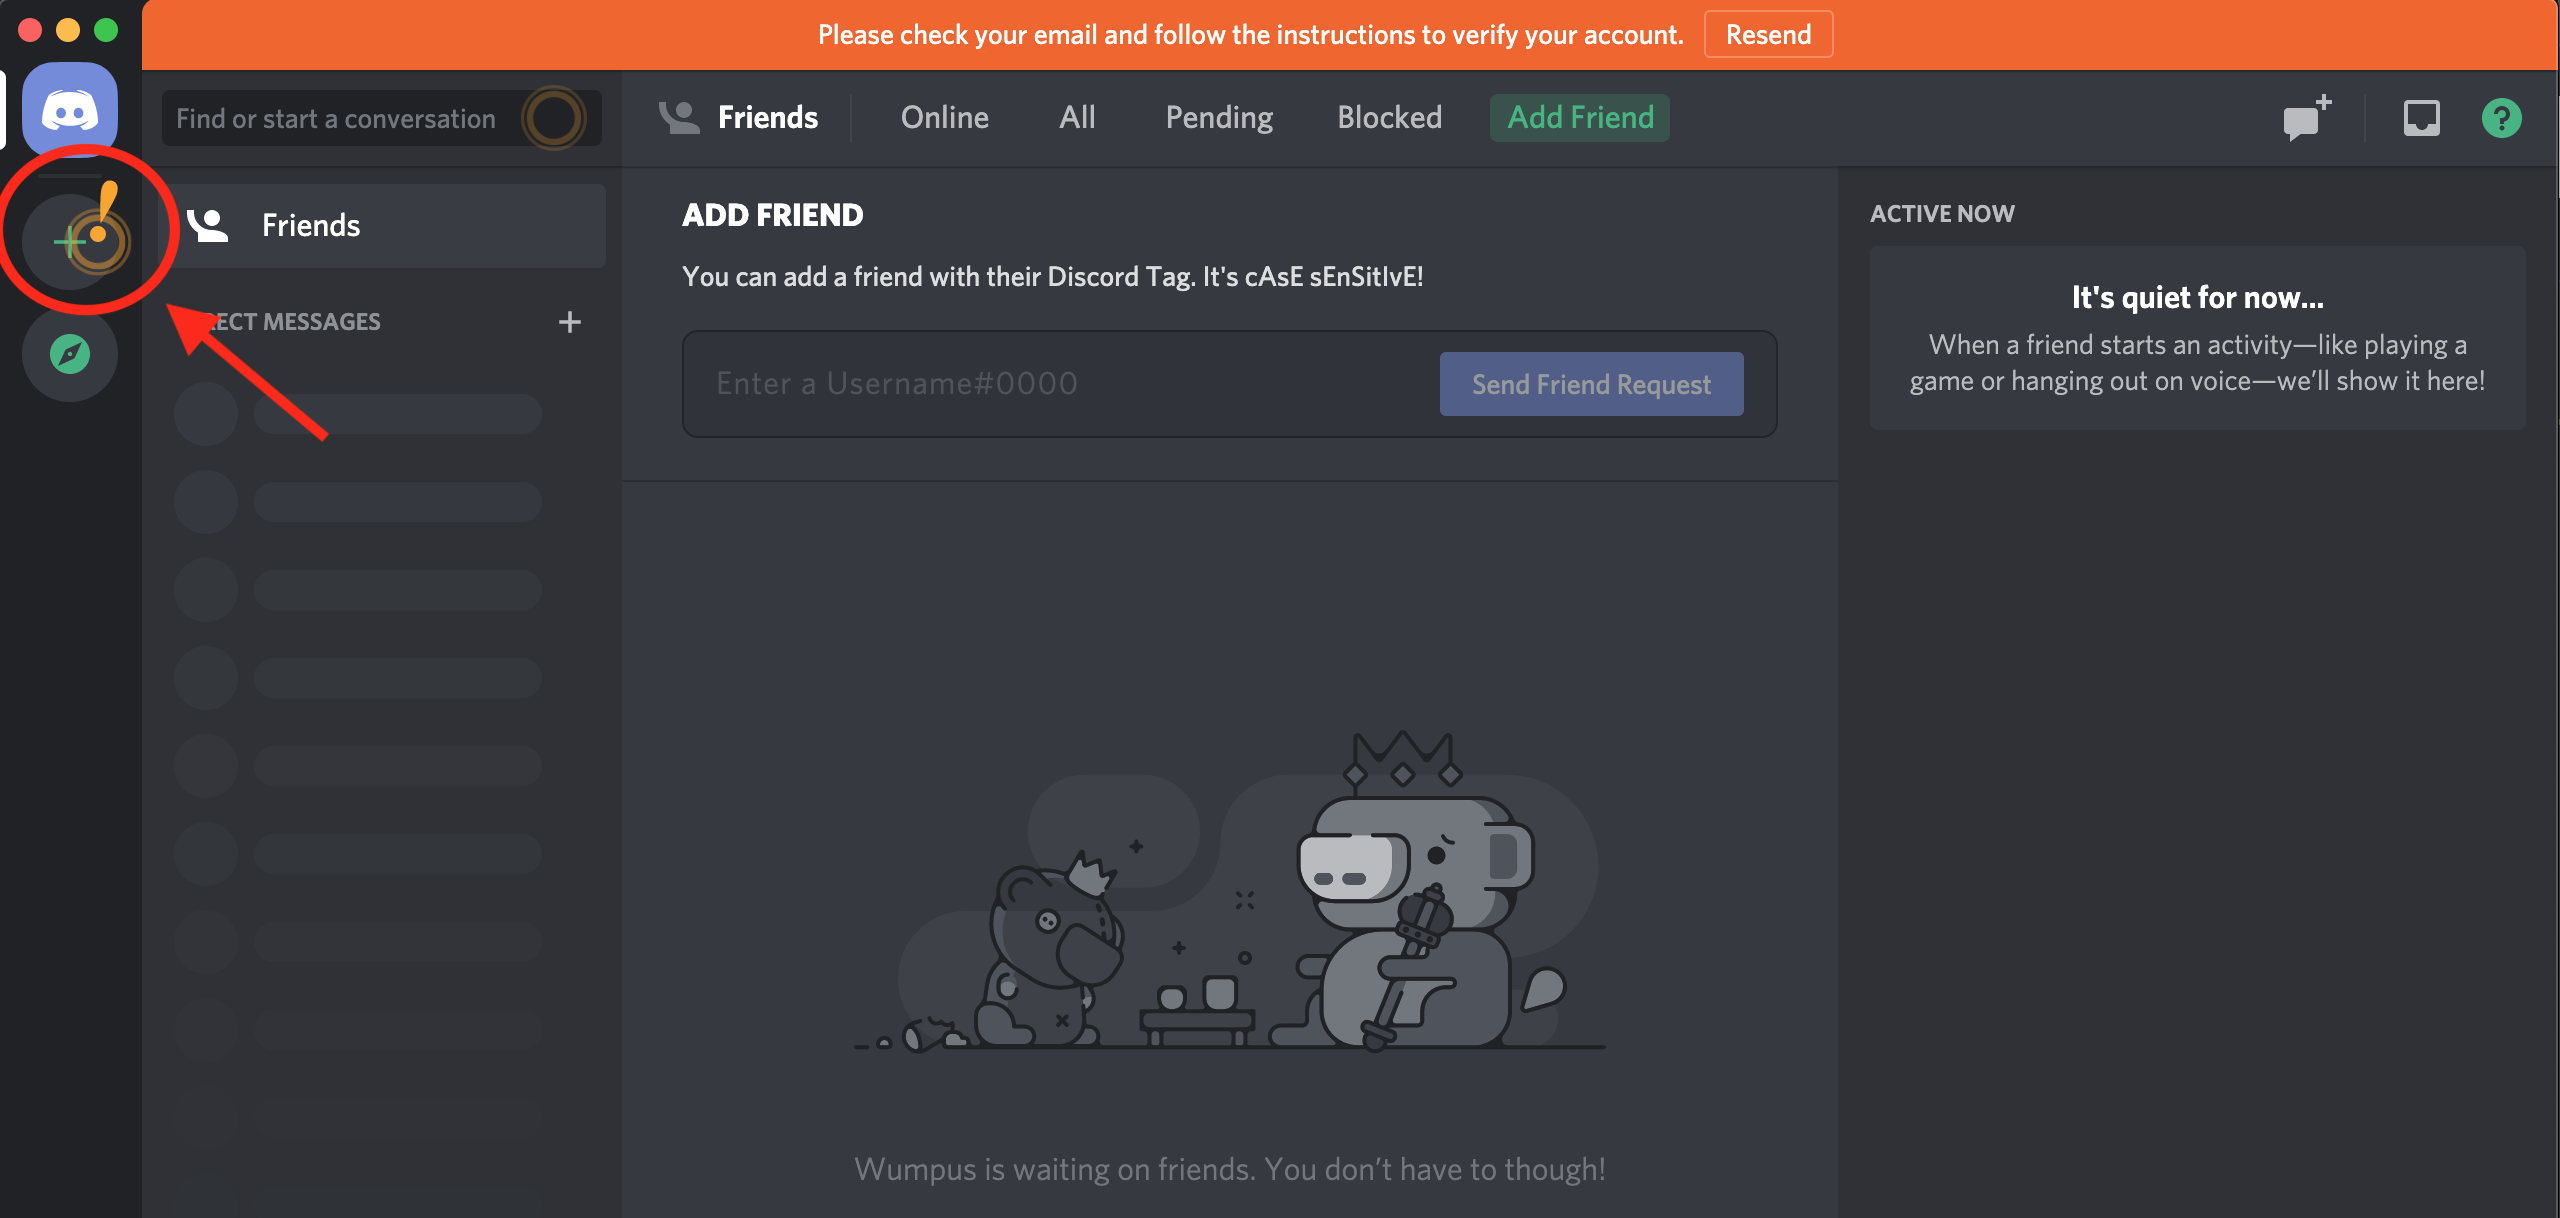 Please check your email and follow the instructions to verify your account. Resend
Find or start a conversation
Friends Online All Pending Blocked Add Friend
Friends
RECT MESSAGES
ADD FRIEND
You can add a friend with their Discord Tag. It's cAsE sEnSitIvE!
Enter a Username#0000 Send Friend Request
ACTIVE NOW
It's quiet for now...
When a friend starts an activity—like playing a
game or hanging out on voice—we’ll show it here!
Wumpus is waiting on friends. You don’t have to though!